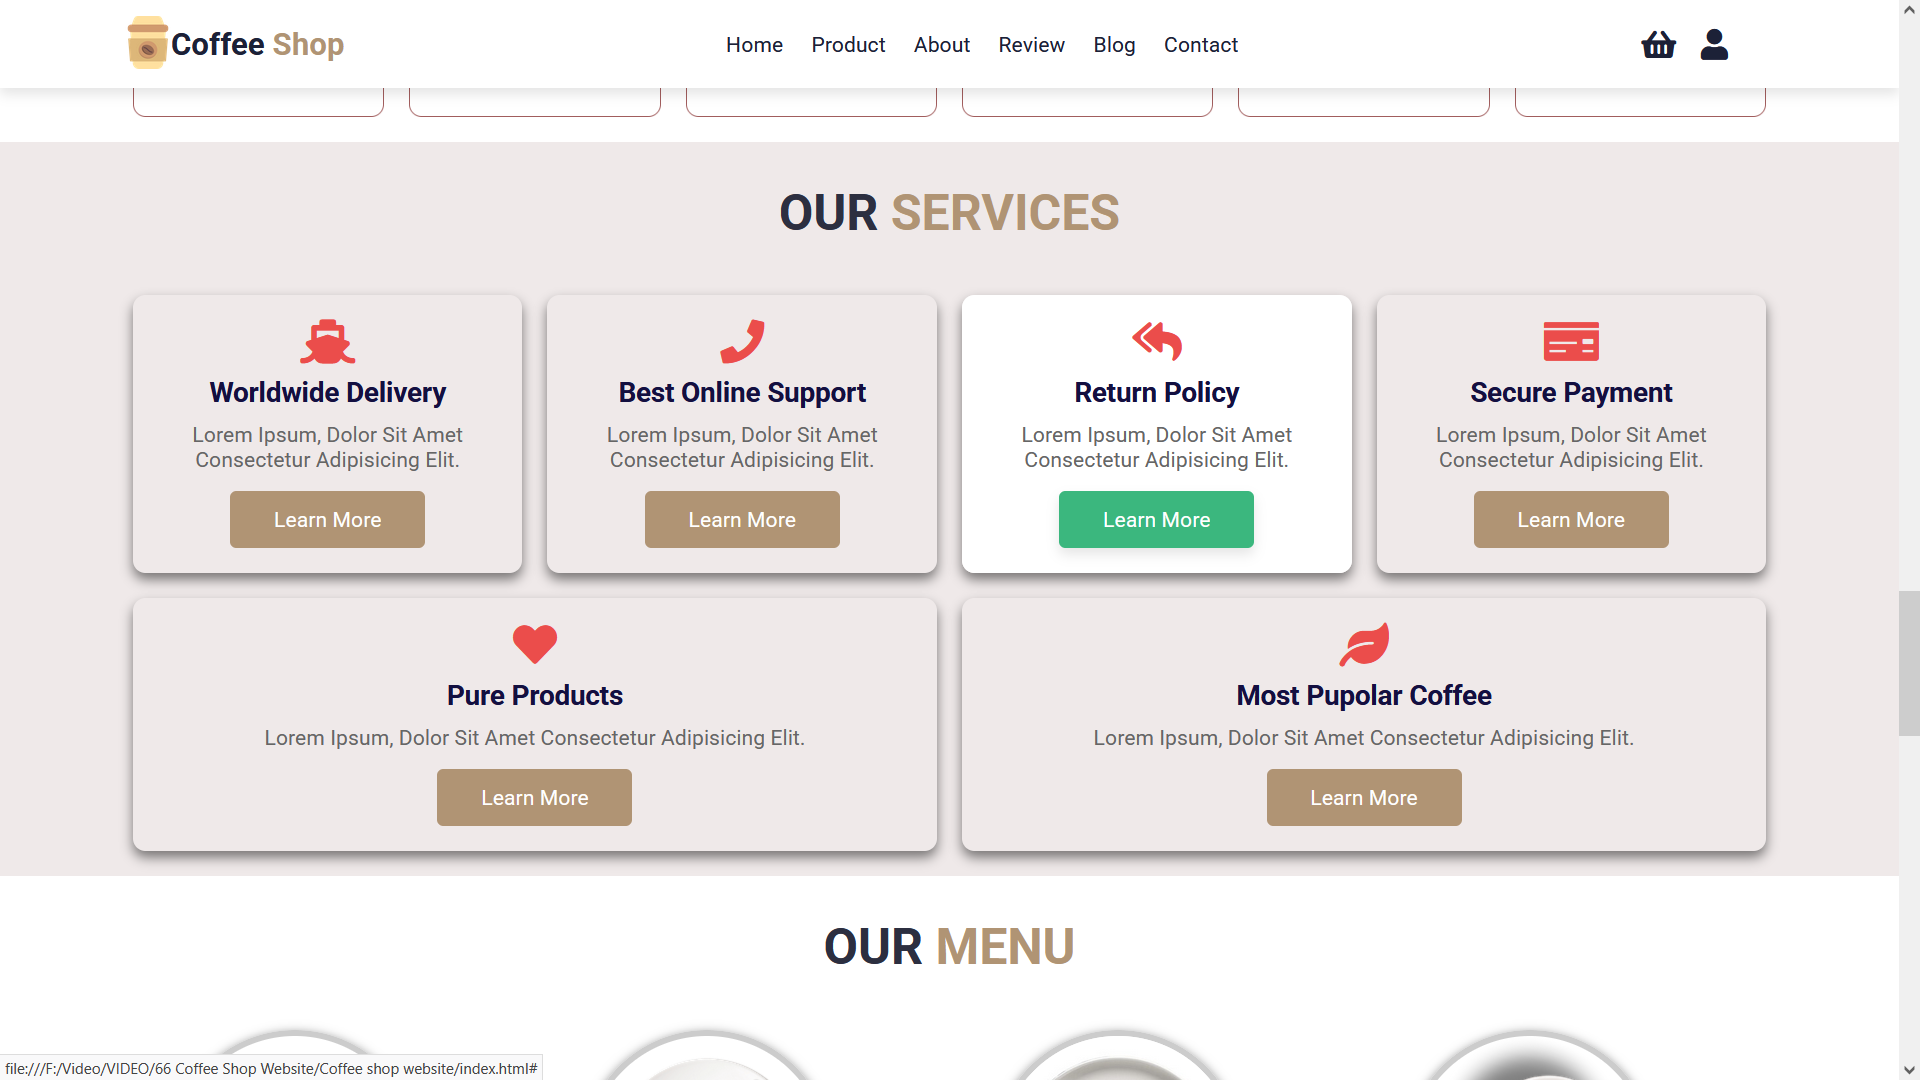 Coffee Shop
Home Product About Review Blog Contact
OUR SERVICES
Worldwide Delivery
Lorem Ipsum, Dolor Sit Amet
Consectetur Adipisicing Elit.
Learn More
Best Online Support
Lorem Ipsum, Dolor Sit Amet
Consectetur Adipisicing Elit.
Learn More
Return Policy
Lorem Ipsum, Dolor Sit Amet
Consectetur Adipisicing Elit.
Learn More
Secure Payment
Lorem Ipsum, Dolor Sit Amet
Consectetur Adipisicing Elit.
Learn More
Pure Products
Lorem Ipsum, Dolor Sit Amet Consectetur Adipisicing Elit.
Learn More
Most Pupolar Coffee
Lorem Ipsum, Dolor Sit Amet Consectetur Adipisicing Elit.
Learn More
OUR MENU
file:///F:/Video/VIDEO/66 Coffee Shop Website/Coffee shop website/index.html#